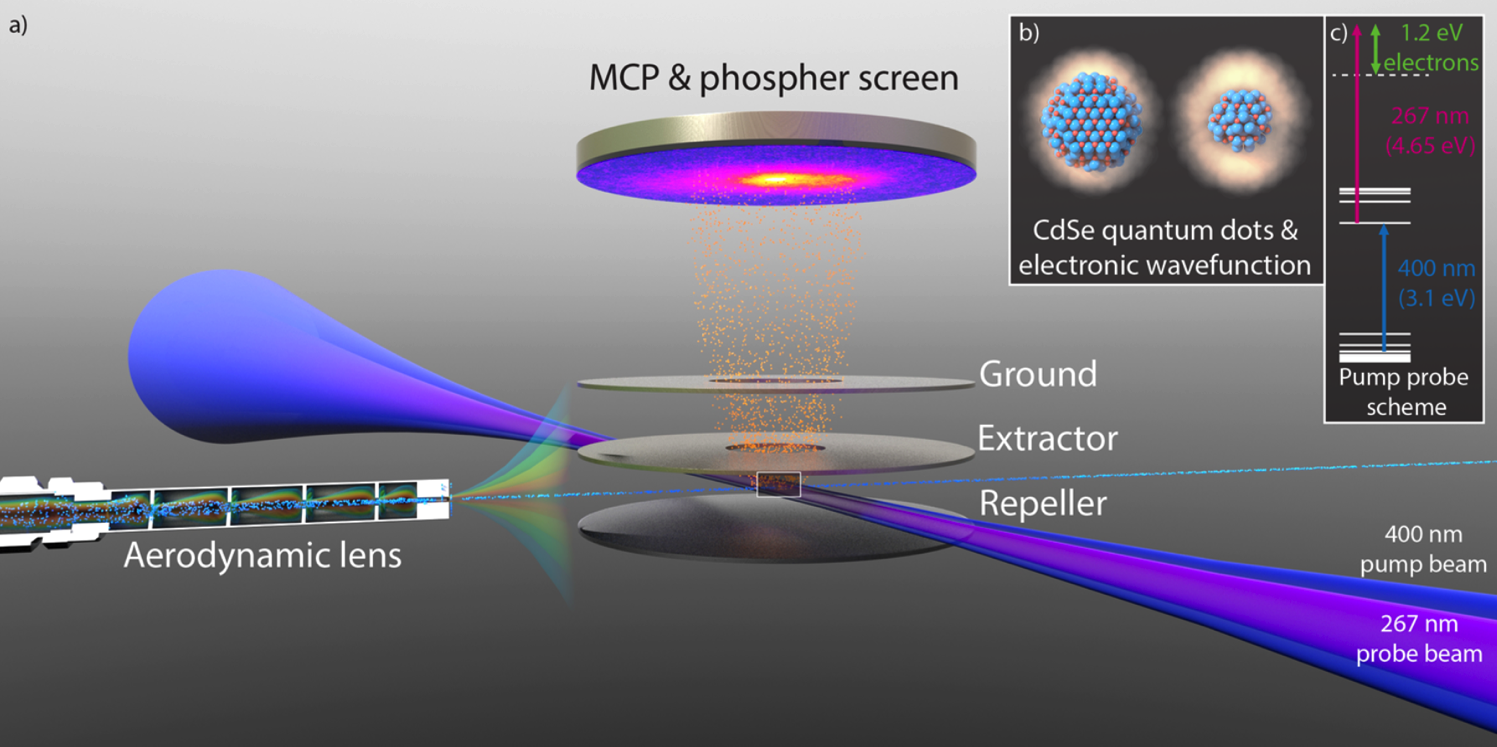 a)
MCP & phospher screen
Ground
Extractor
Repeller
Aerodynamic lens
400 nm
pump beam
267 nm
probe beam
b)
CdSe quantum dots &
electronic wavefunction
c)
1.2 eV
electrons
267 nm
(4.65 eV)
400 nm
(3.1 eV)
Pump probe
scheme